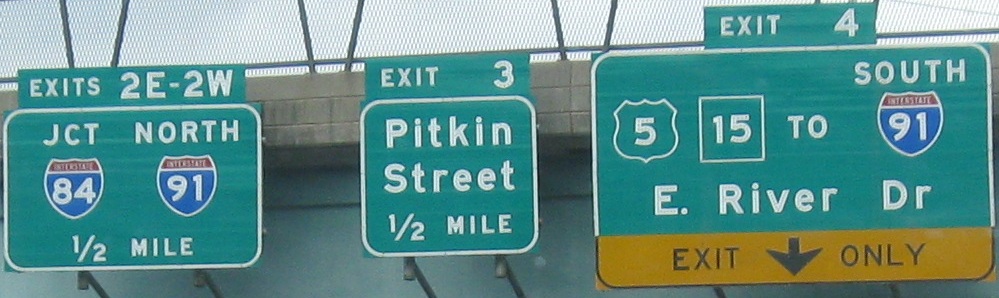 EXITS 2E-2W
JCT NORTH
INTERSTATE 84 INTERSTATE 91
1/2 MILE
EXIT 3
Pitkin
Street
1/2 MILE
EXIT 4
SOUTH
5 15 TO INTERSTATE 91
E. River Dr
EXIT ONLY